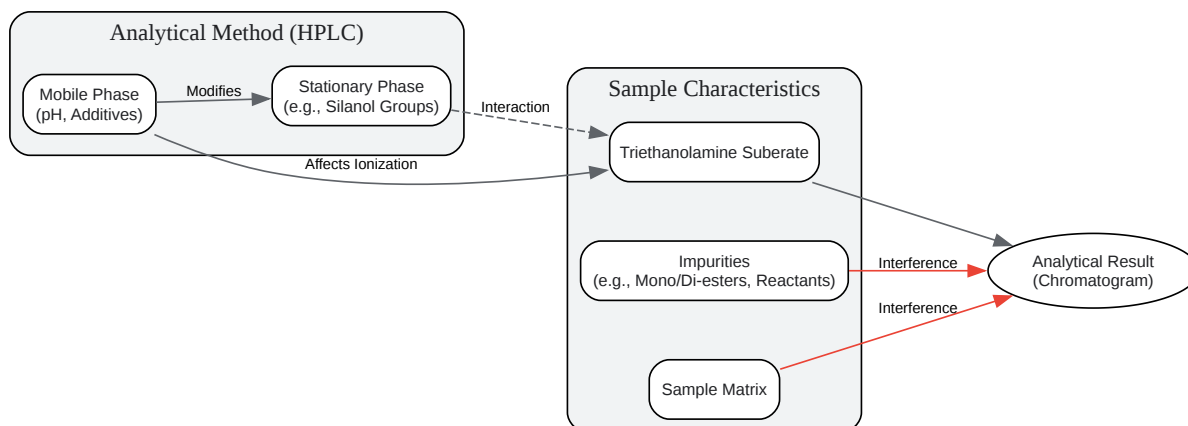 Analytical Method (HPLC)
Mobile Phase
(pH, Additives)
Modifies
Stationary Phase
(e.g., Silanol Groups)
Interaction
Affects Ionization
Sample Characteristics
Triethanolamine Suberate
Impurities
(e.g., Mono/Di-esters, Reactants)
Interference
Interference
Sample Matrix
Analytical Result
(Chromatogram)